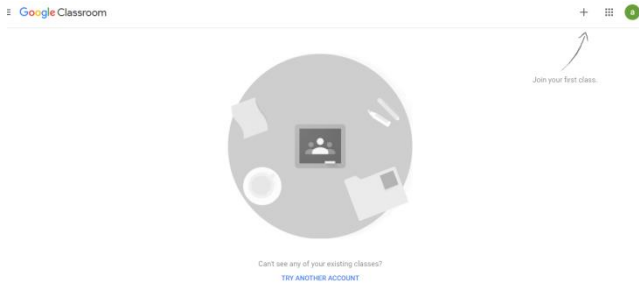 Google Classroom
a
Join your first class.
Can't see any of your existing classes?
TRY ANOTHER ACCOUNT